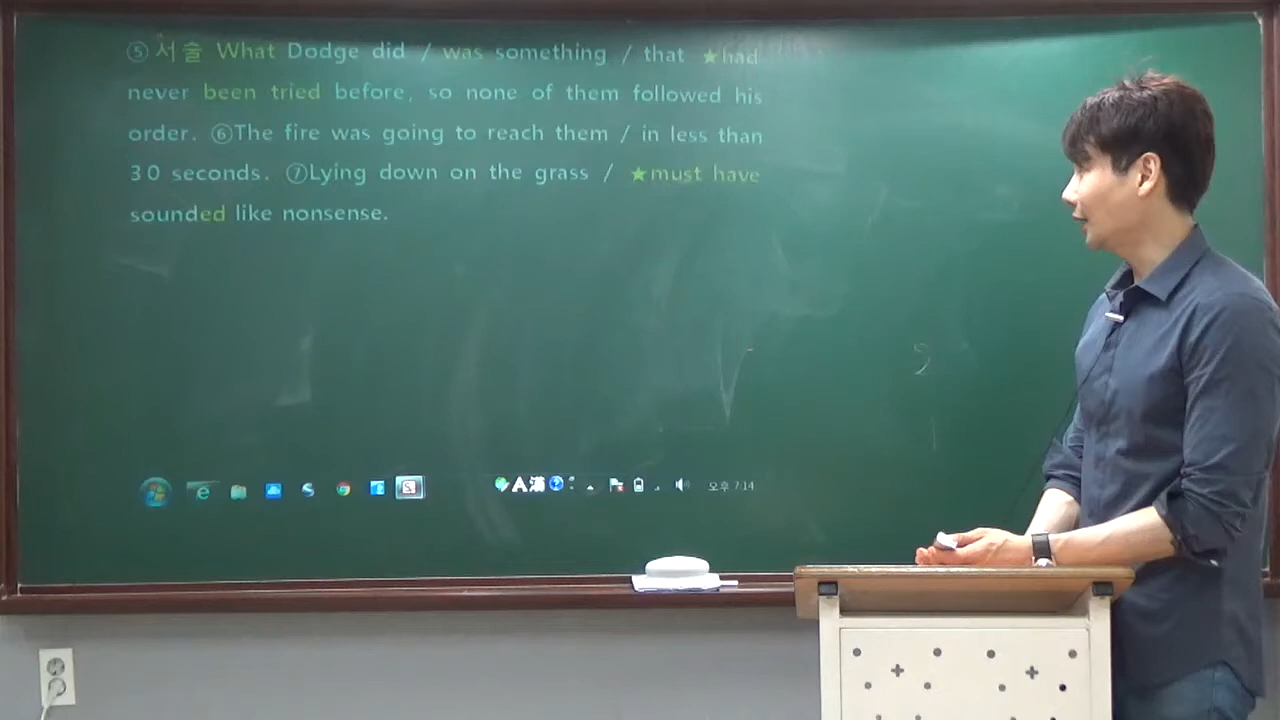 ⑤서술 What Dodge did / was something / that ★had
never been tried before, so none of them followed his
order. ⑥The fire was going to reach them / in less than
30 seconds. ⑦Lying down on the grass / ★must have
sounded like nonsense.
A漢 오후 7:14